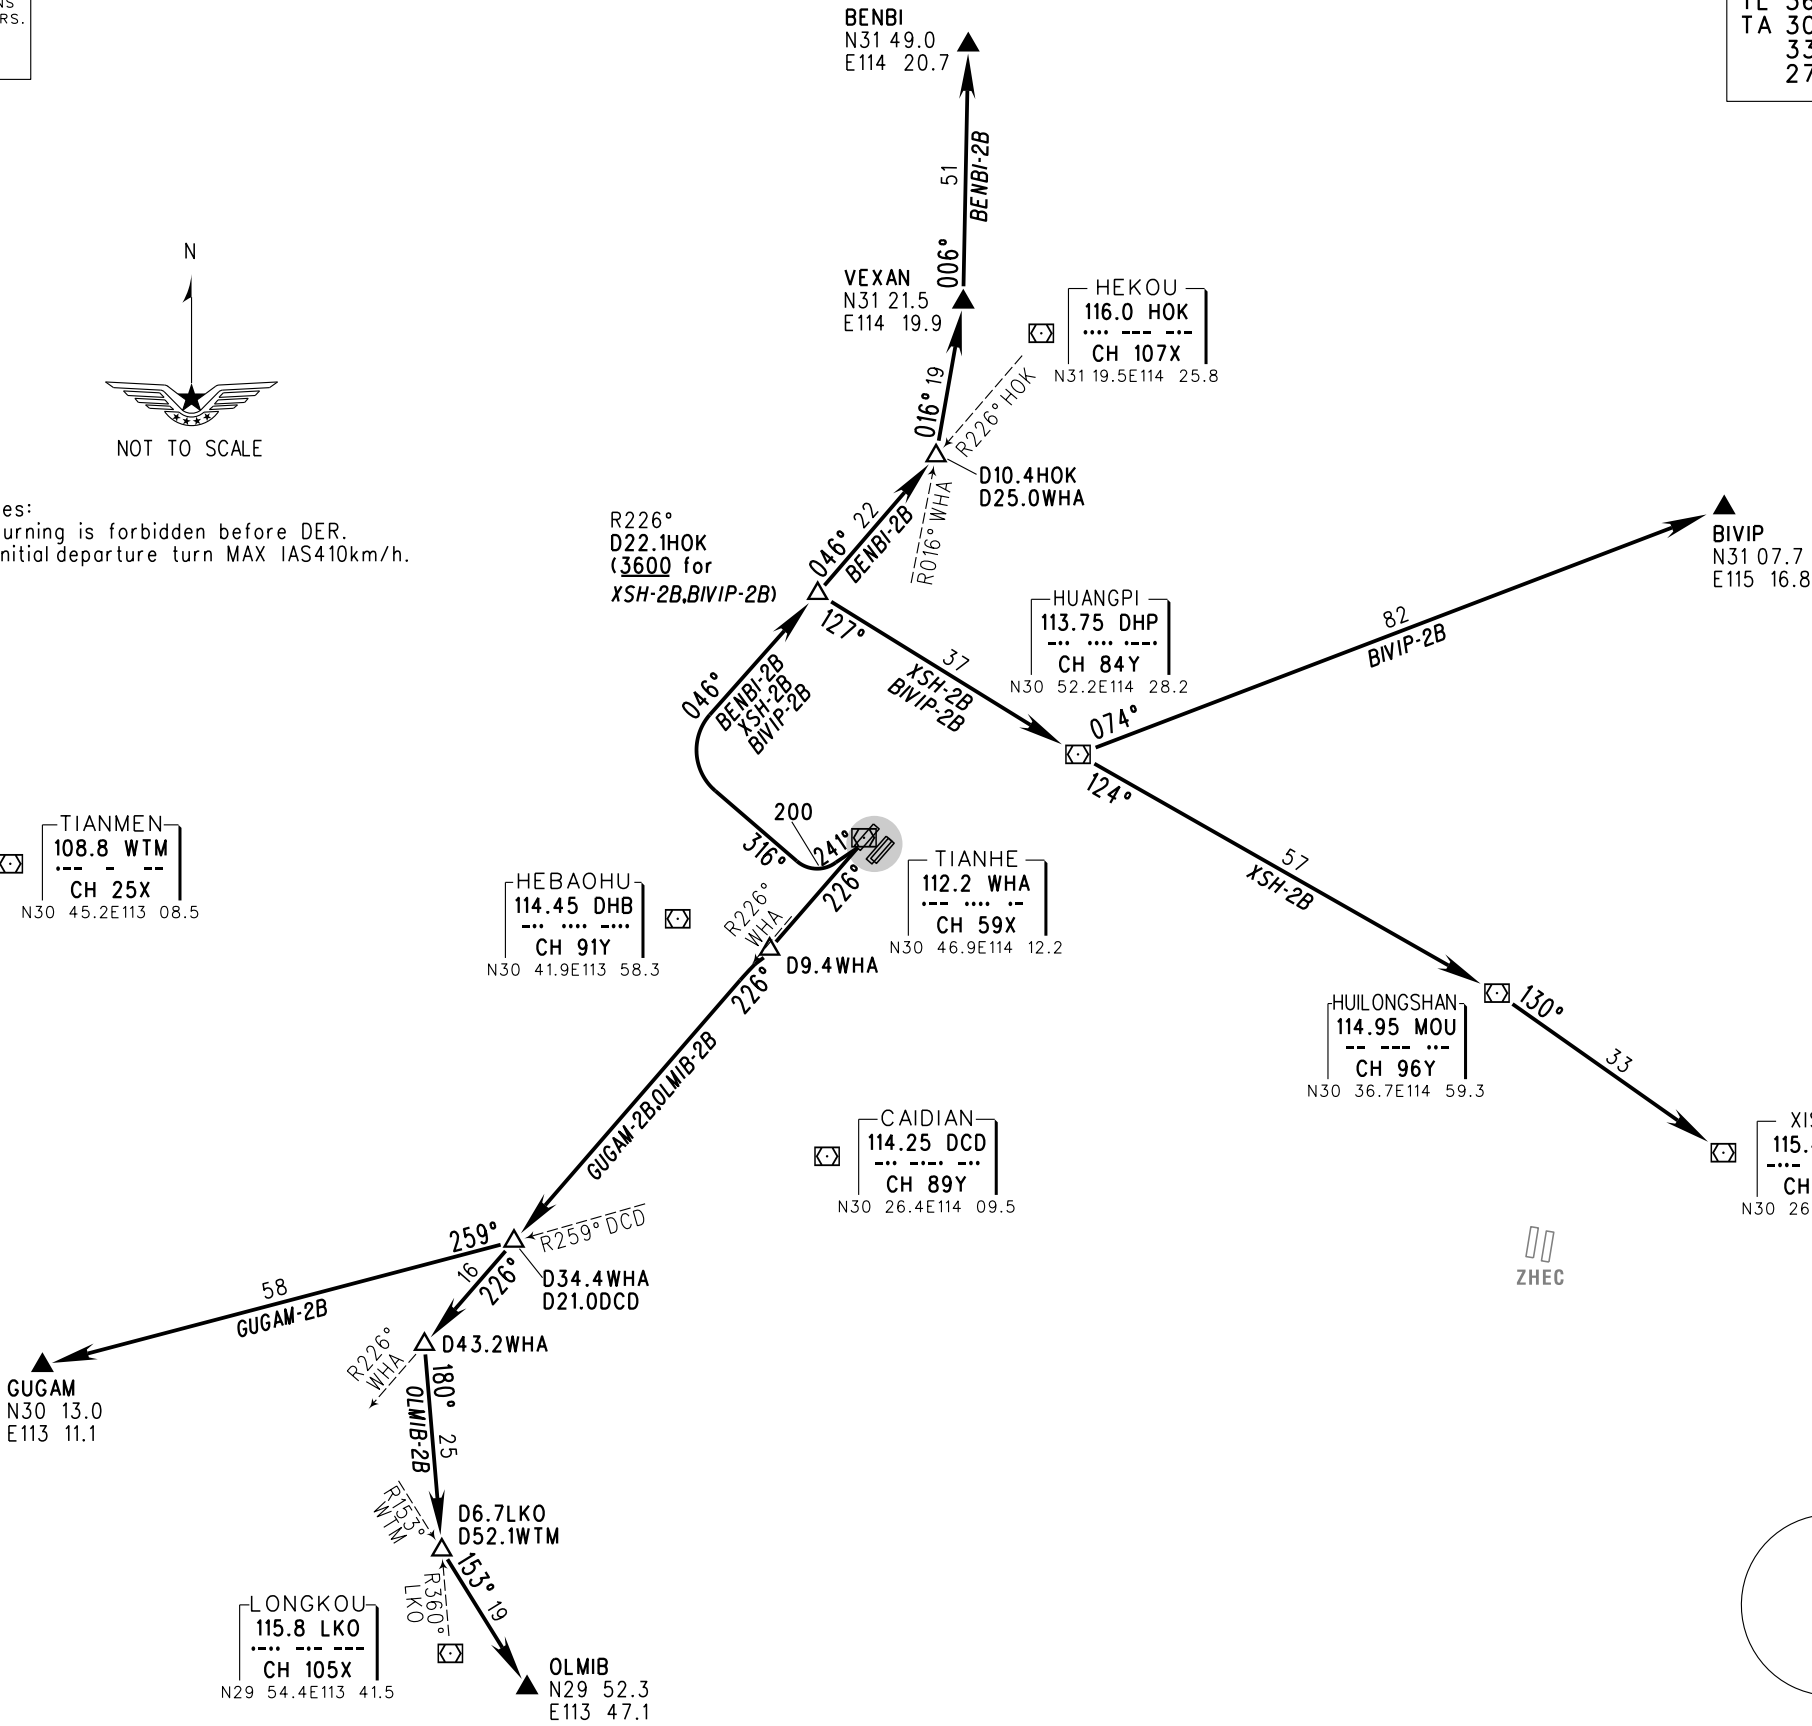 RS.
TA 30
33
27
BENBI
N31 49.0
E114 20.7
51
BENBI-2B
006°
N
NOT TO SCALE
VEXAN
N31 21.5
E114 19.9
HEKOU
116.0 HOK
CH 107X
N31 19.5E114 25.8
016° 19
R226° HOK
D10.4HOK
D25.0WHA
R016° WHA
es:
urning is forbidden before DER.
nitial departure turn MAX IAS410km/h.
R226°
D22.1HOK
(3600 for
XSH-2B,BIVIP-2B)
046° 22
BENBI-2B
BIVIP
N31 07.7
E115 16.8
82
BIVIP-2B
HUANGPI
113.75 DHP
CH 84Y
N30 52.2E114 28.2
127°
37
XSH-2B
BIVIP-2B
046°
BENBI-2B
XSH-2B
BIVIP-2B
074°
124°
57
XSH-2B
200
316°
241°
226°
TIANMEN
108.8 WTM
CH 25X
N30 45.2E113 08.5
HEBAOHU
114.45 DHB
CH 91Y
N30 41.9E113 58.3
TIANHE
112.2 WHA
CH 59X
N30 46.9E114 12.2
R226°
WHA
D9.4WHA
226°
GUGAM-2B,OLMIB-2B
HUILONGSHAN
114.95 MOU
CH 96Y
N30 36.7E114 59.3
130°
33
CAIDIAN
114.25 DCD
CH 89Y
N30 26.4E114 09.5
XIS
115.
CH
N30 26
ZHEC
259°
R259° DCD
58
GUGAM-2B
16
226°
D34.4WHA
D21.0DCD
D43.2WHA
R226°
WHA
GUGAM
N30 13.0
E113 11.1
180°
OLMIB-2B
25
R153°
WTM
D6.7LKO
D52.1WTM
153° 19
R360°
LKO
LONGKOU
115.8 LKO
CH 105X
N29 54.4E113 41.5
OLMIB
N29 52.3
E113 47.1